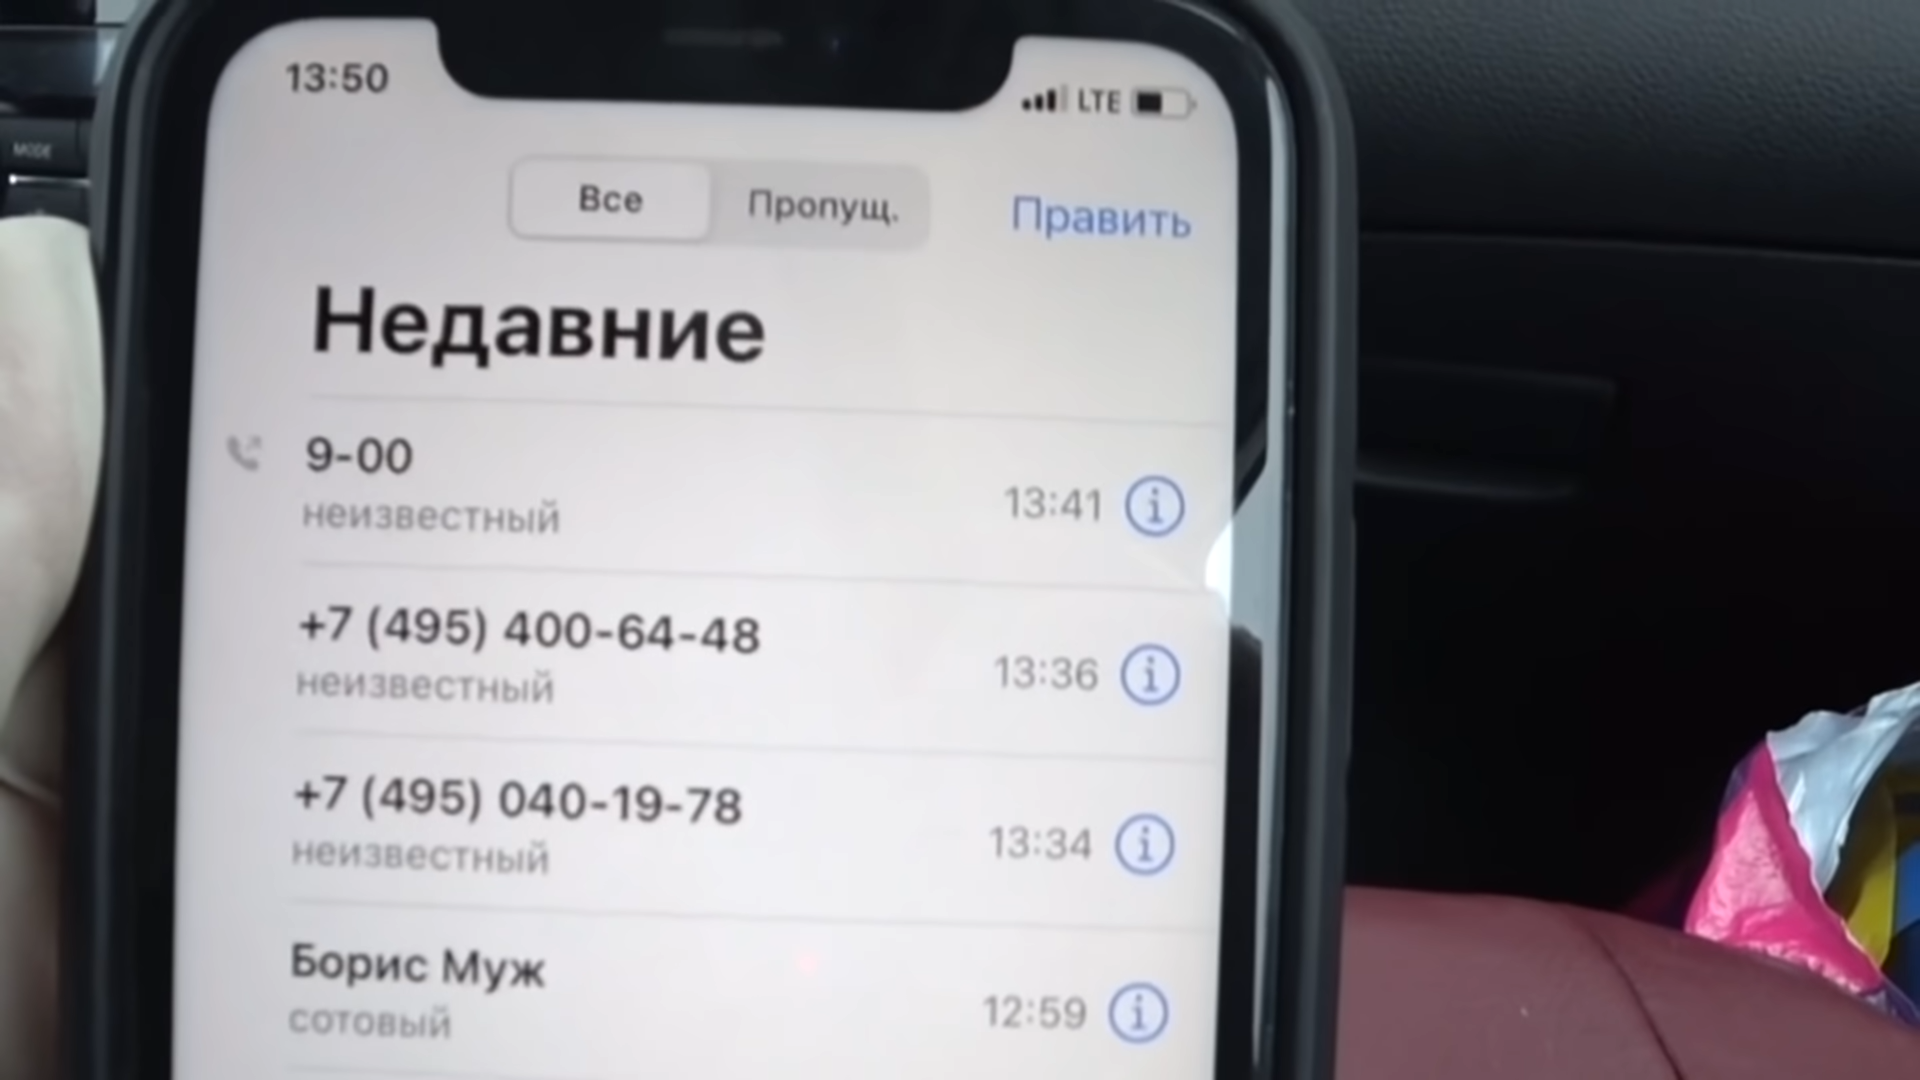 13:50
LTE
MODE
Все
Пропущ.
Править
Недавние
9-00
неизвестный
13:41
+7 (495) 400-64-48
неизвестный
13:36
+7 (495) 040-19-78
неизвестный
13:34
Борис Муж
сотовый
12:59